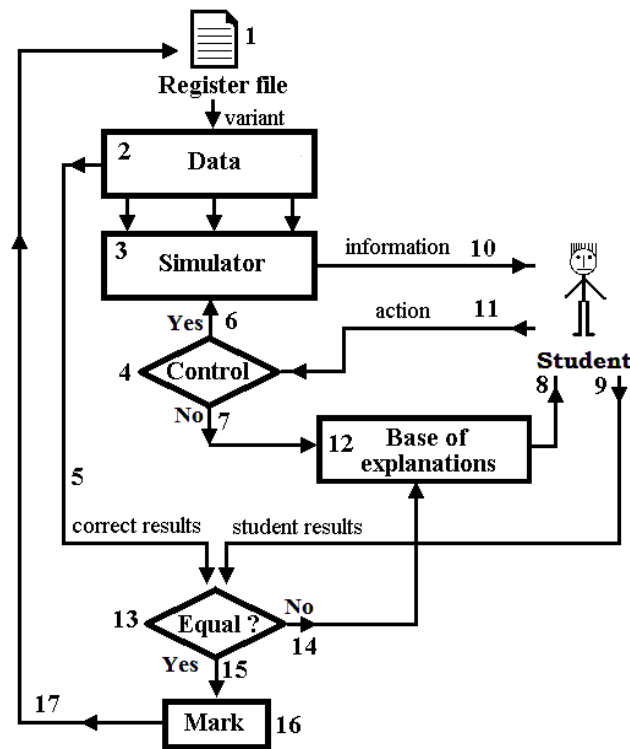 1
Register file
variant
2
Data
3
Simulator
information 10
action 11
Yes 6
4 Control
Student
8 9
No 7
12 Base of
explanations
5
correct results
student results
13 Equal ?
No
14
Yes 15
17
Mark 16